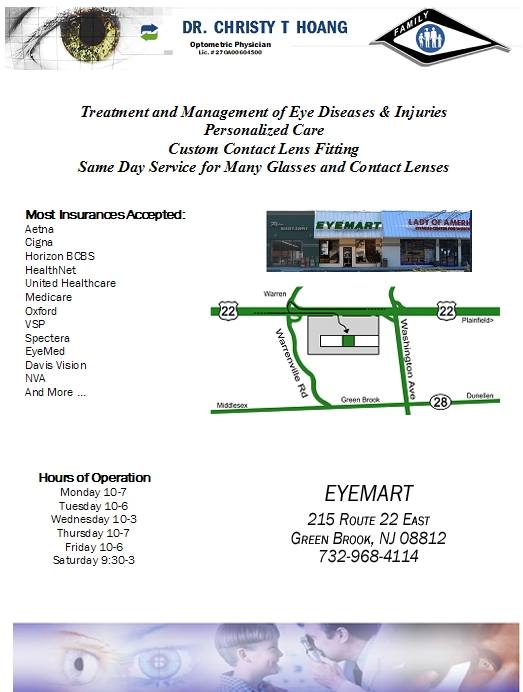 DR. CHRISTY T HOANG
Optometric Physician
Lic. # 27OA00604500
FAMILY
Treatment and Management of Eye Diseases & Injuries
Personalized Care
Custom Contact Lens Fitting
Same Day Service for Many Glasses and Contact Lenses
Most Insurances Accepted:
Aetna
Cigna
Horizon BCBS
HealthNet
United Healthcare
Medicare
Oxford
VSP
Spectera
EyeMed
Davis Vision
NVA
And More ...
EYEMART
LADY OF AMERI
Warren
22
22
Plainfield>
Warrenville Rd
Washington Ave
Middlesex
Green Brook
28
Dunellen
Hours of Operation
Monday 10-7
Tuesday 10-6
Wednesday 10-3
Thursday 10-7
Friday 10-6
Saturday 9:30-3
EYEMART
215 ROUTE 22 EAST
GREEN BROOK, NJ 08812
732-968-4114